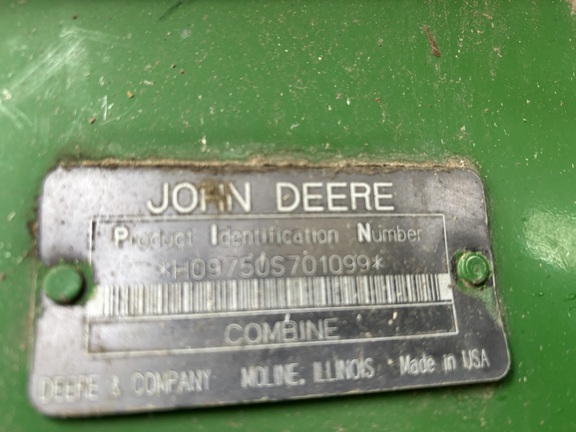 JOHN DEERE
Product Identification Number
*H09750S701099*
COMBINE
DEERE & COMPANY MOLINE, ILLINOIS Made in USA